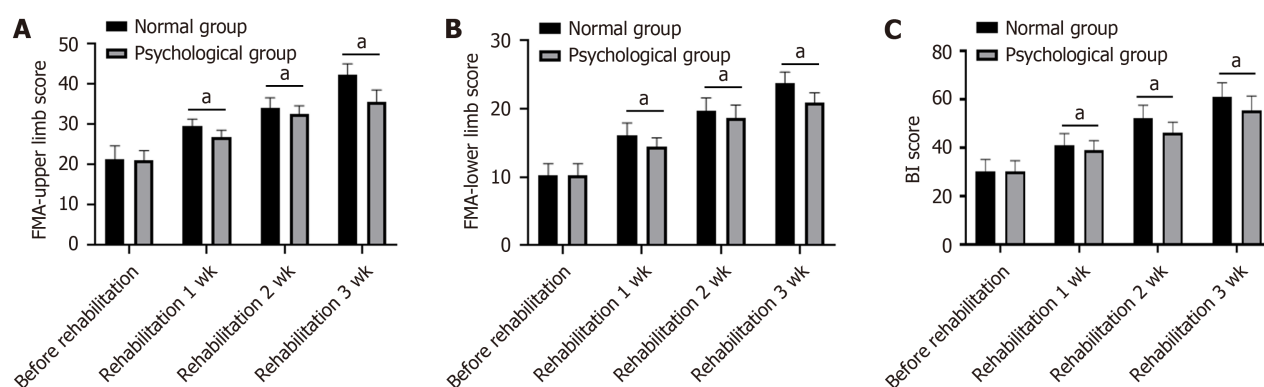 A
Normal group
Psychological group
FMA-upper limb score
50
40
30
20
10
0
a
a
a
Before rehabilitation
Rehabilitation 1 wk
Rehabilitation 2 wk
Rehabilitation 3 wk
B
Normal group
Psychological group
FMA-lower limb score
30
20
10
0
a
a
a
Before rehabilitation
Rehabilitation 1 wk
Rehabilitation 2 wk
Rehabilitation 3 wk
C
Normal group
Psychological group
BI score
80
60
40
20
0
a
a
a
Before rehabilitation
Rehabilitation 1 wk
Rehabilitation 2 wk
Rehabilitation 3 wk